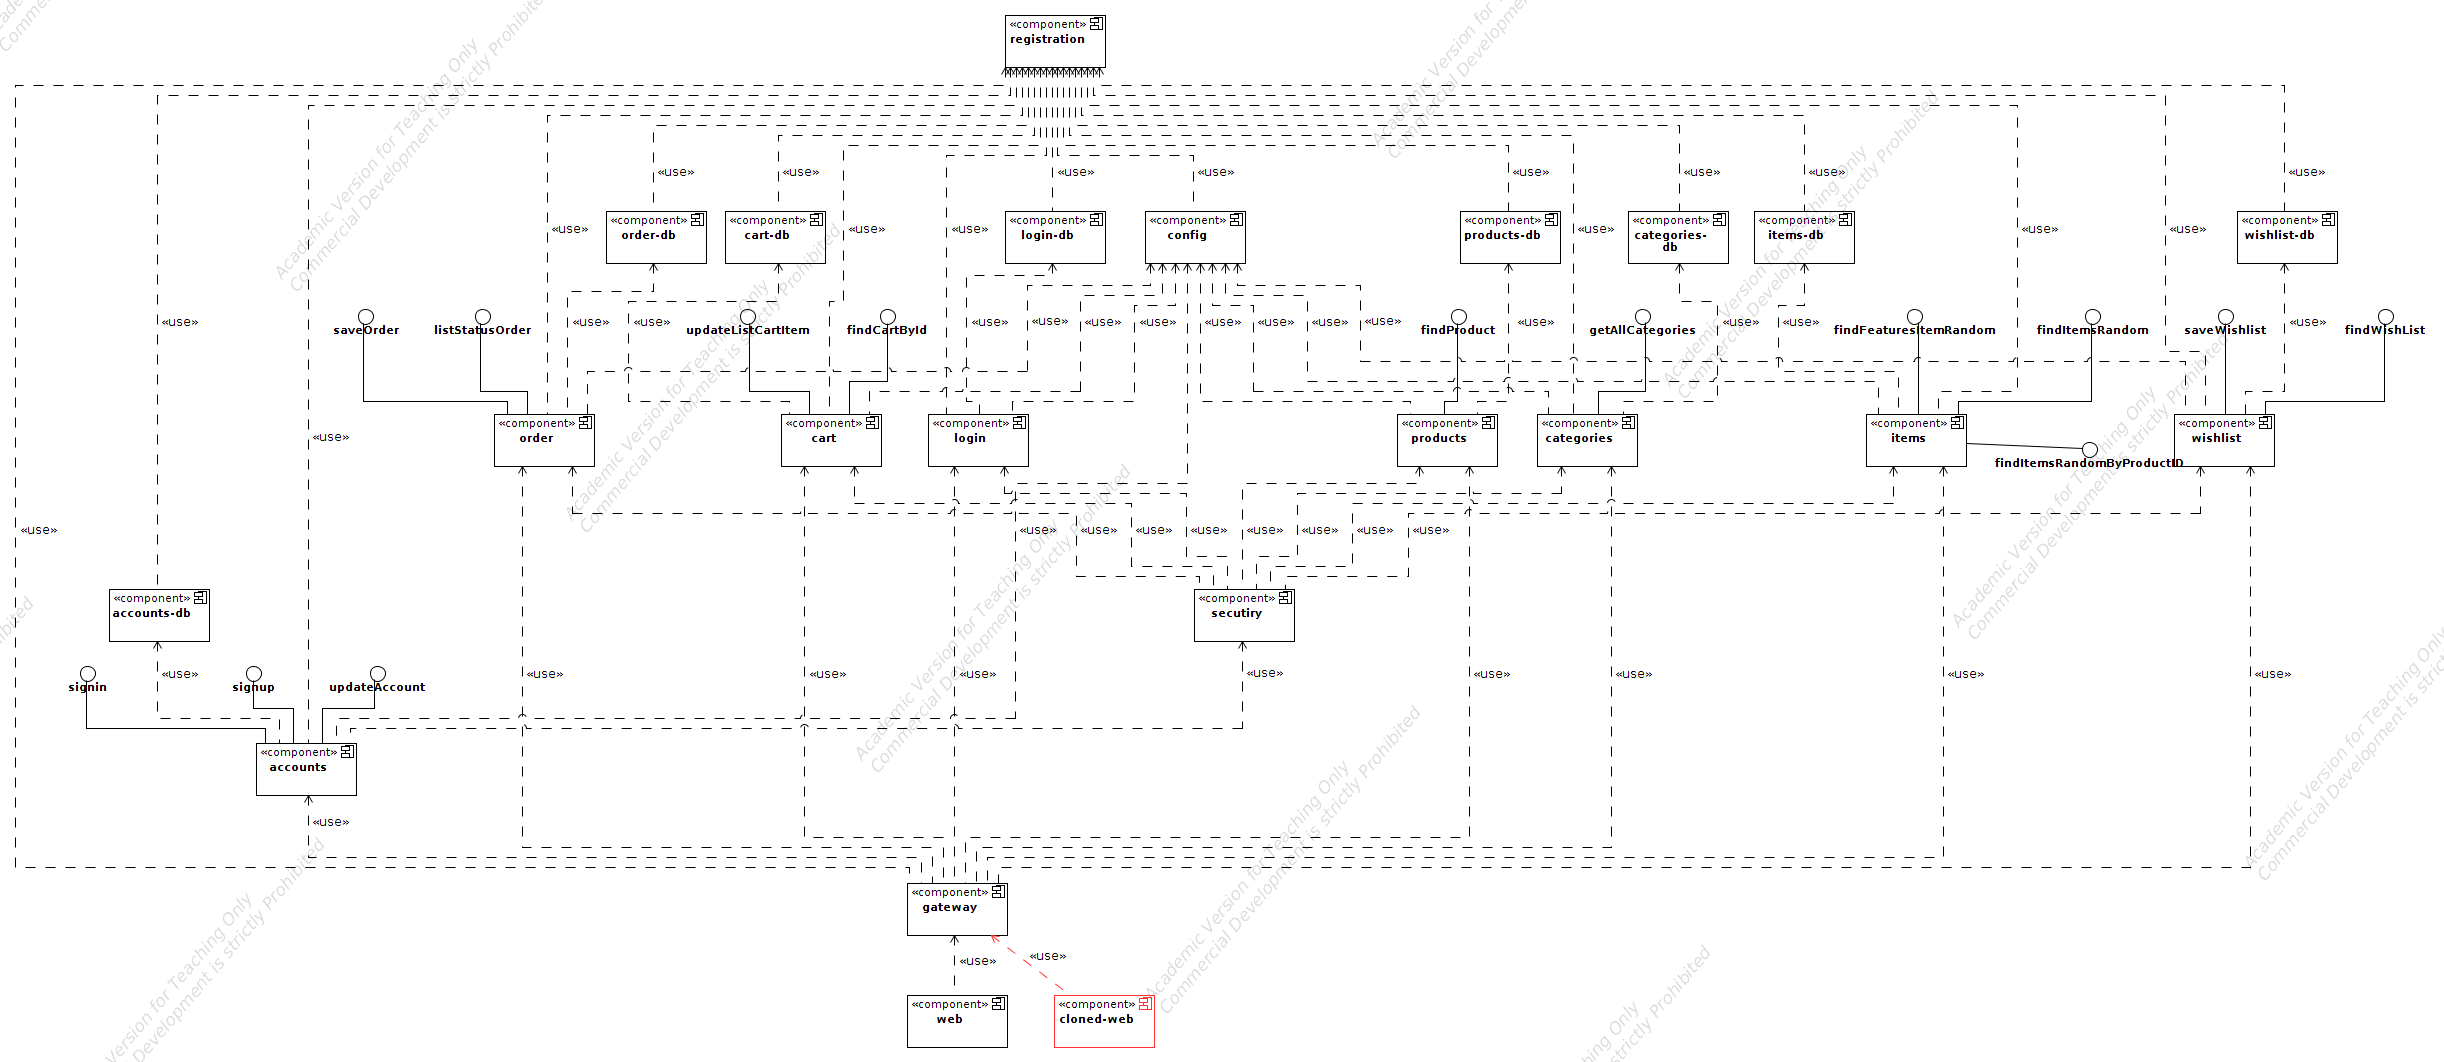 «component»
registration
«use» «use» «use» «use» «use» «use» «use» «use»
«component»
order-db
«component»
cart-db
«component»
login-db
«component»
config
«component»
products-db
«component»
categories-
db
«component»
items-db
«component»
wishlist-db
«use» «use» «use» «use» «use» «use»
«use» «use» «use» «use» «use» «use» «use» «use» «use» «use» «use» «use» «use» «use» «use» «use»
saveOrder
listStatusOrder
updateListCartItem
findCartById
findProduct
getAllCategories
findFeaturesItemRandom
findItemsRandom
saveWishlist
findWishList
«use»
«component»
order
«component»
cart
«component»
login
«component»
products
«component»
categories
«component»
items
«component»
wishlist
findItemsRandomByProductID
«use» «use» «use» «use» «use» «use» «use» «use» «use»
«component»
accounts-db
«component»
secutiry
«use» «use» «use» «use» «use» «use» «use» «use» «use»
signin
signup
updateAccount
«component»
accounts
«use»
«component»
gateway
«use» «use»
«component»
web
«component»
cloned-web
Academic Version for Teaching Only
Commercial Development is strictly Prohibited